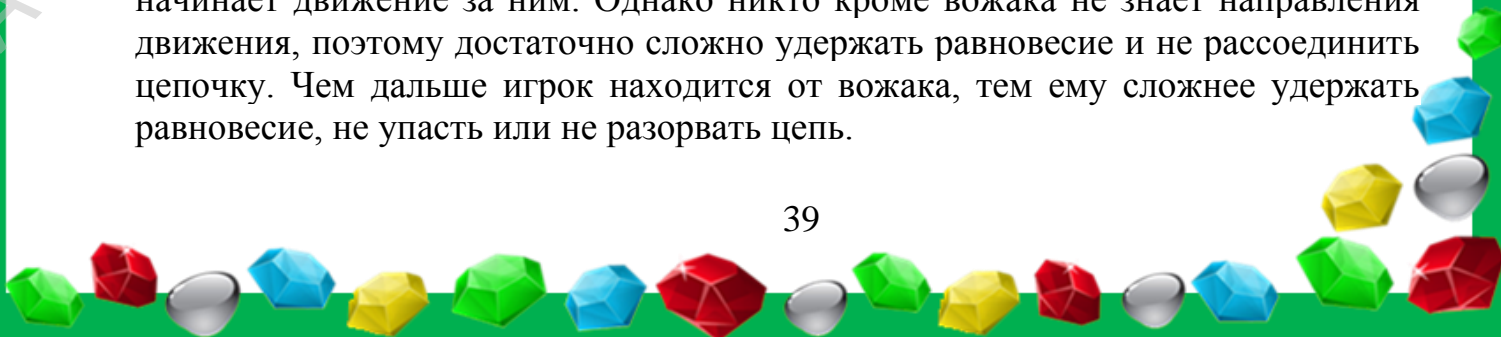 начинает движение за ним. Однако никто кроме вожака не знает направления
движения, поэтому достаточно сложно удержать равновесие и не рассоединить
цепочку. Чем дальше игрок находится от вожака, тем ему сложнее удержать
равновесие, не упасть или не разорвать цепь.
39